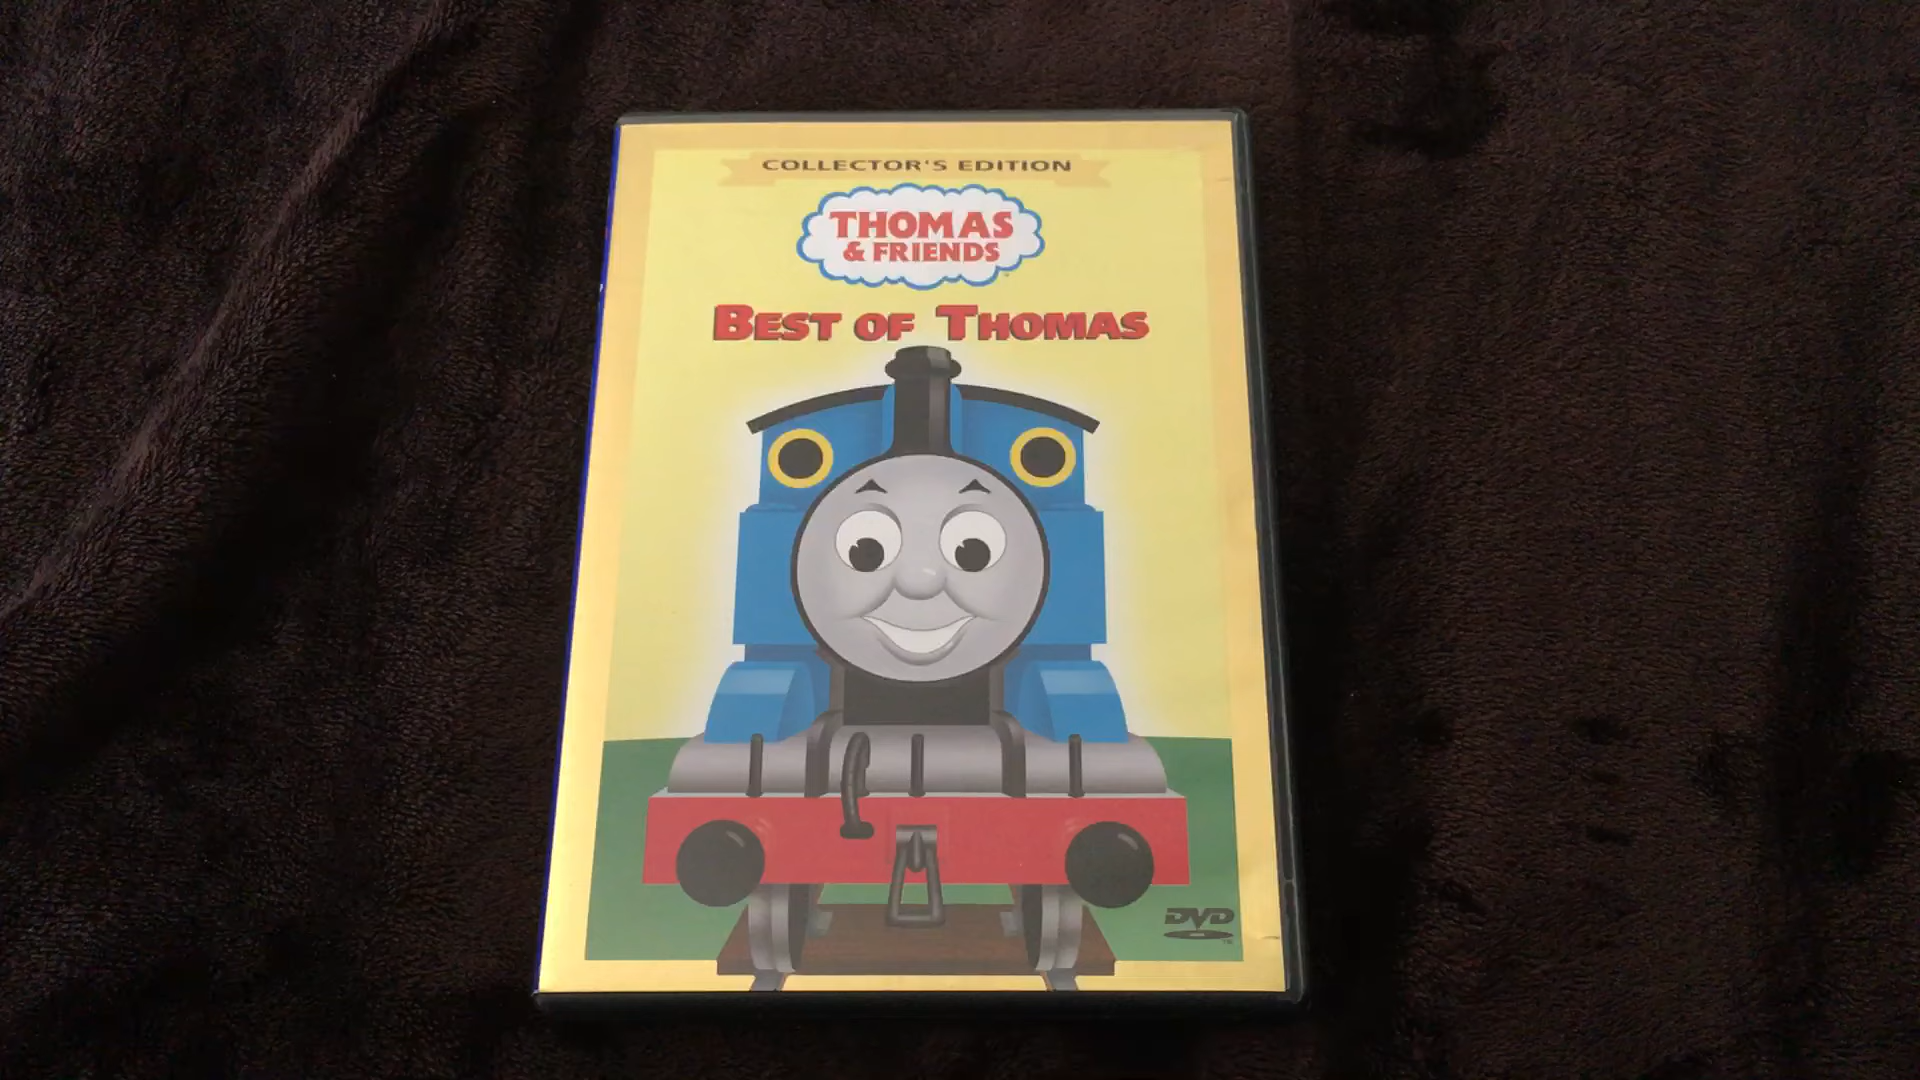 COLLECTOR'S EDITION
THOMAS
& FRIENDS
BEST OF THOMAS
DVD